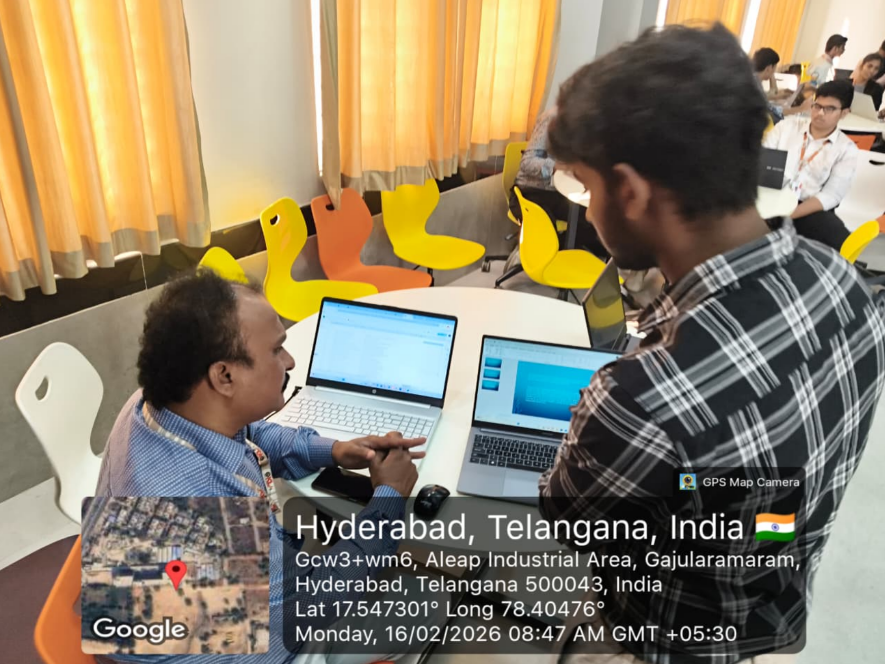 GPS Map Camera
Hyderabad, Telangana, India
Gcw3+wm6, Aleap Industrial Area, Gajularamaram,
Hyderabad, Telangana 500043, India
Lat 17.547301° Long 78.40476°
Monday, 16/02/2026 08:47 AM GMT +05:30
Google